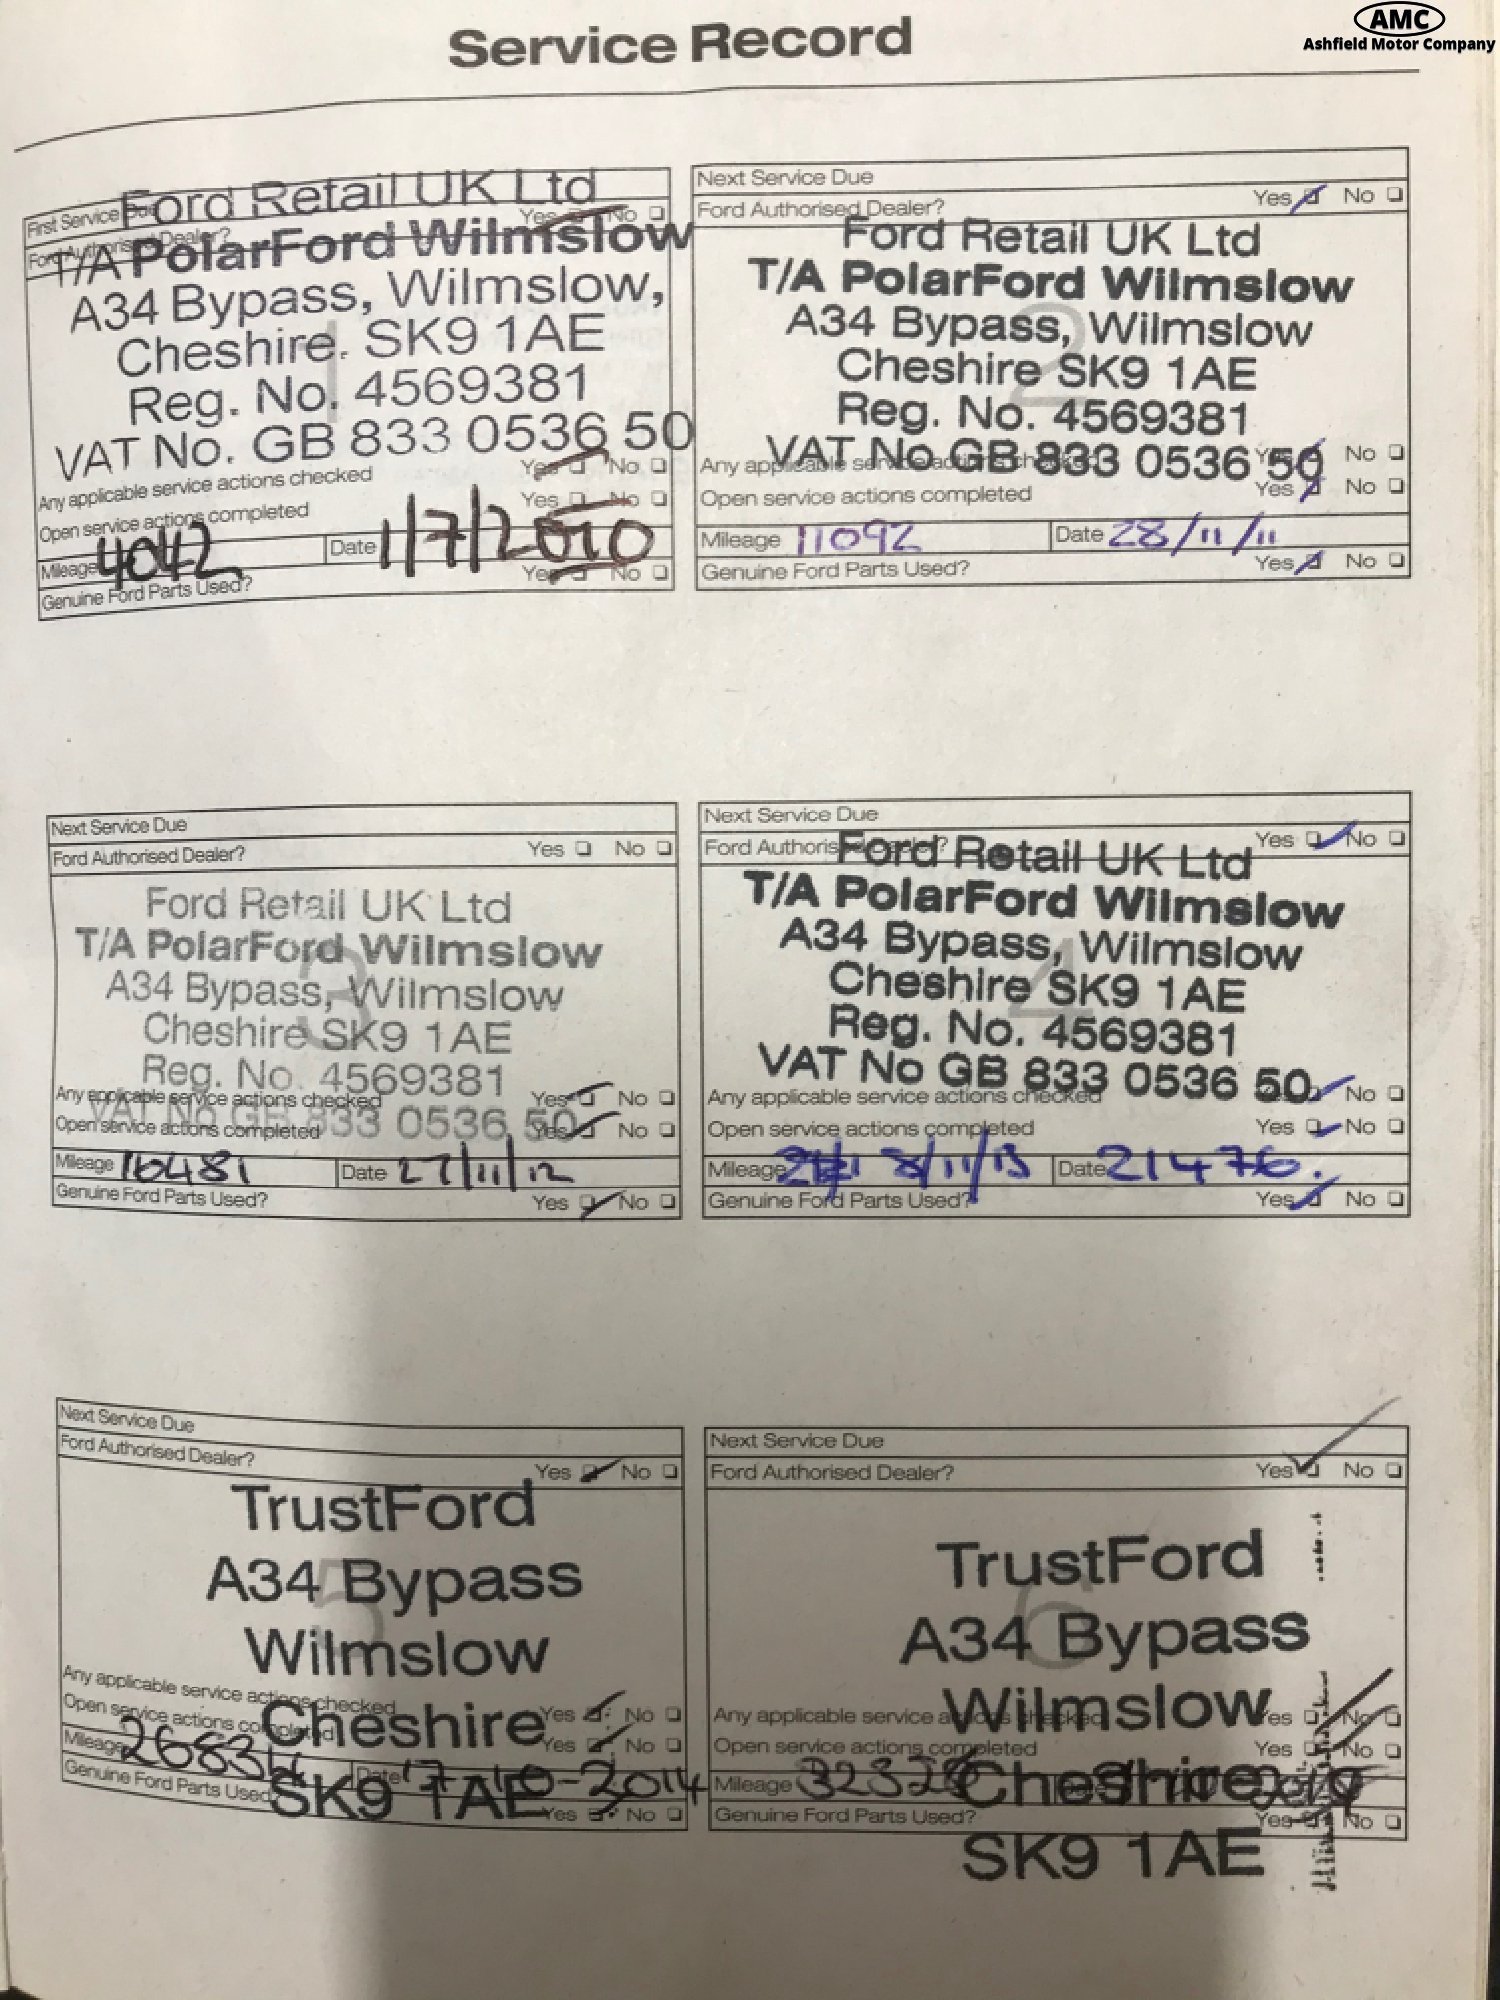 AMC
Ashfield Motor Company
Service Record
First Service Due
Ford Authorised Dealer? Yes No
Ford Retail UK Ltd
T/A PolarFord Wilmslow
A34 Bypass, Wilmslow,
Cheshire. SK9 1AE
Reg. No. 4569381
VAT No. GB 833 0536 50
1
Any applicable service actions checked Yes No
Open service actions completed Yes No
Mileage 4042 Date 1/7/2010
Genuine Ford Parts Used? Yes No
Next Service Due
Ford Authorised Dealer? Yes No
Ford Retail UK Ltd
T/A PolarFord Wilmslow
A34 Bypass, Wilmslow
Cheshire SK9 1AE
Reg. No. 4569381
VAT No GB 833 0536 50
2
Any applicable service actions checked Yes No
Open service actions completed Yes No
Mileage 11092 Date 28/11/11
Genuine Ford Parts Used? Yes No
Next Service Due
Ford Authorised Dealer? Yes No
Ford Retail UK Ltd
T/A PolarFord Wilmslow
A34 Bypass, Wilmslow
Cheshire SK9 1AE
Reg. No. 4569381
VAT No GB 833 0536 50
3
Any applicable service actions checked Yes No
Open service actions completed Yes No
Mileage 16481 Date 27/11/12
Genuine Ford Parts Used? Yes No
Next Service Due
Ford Authorised Dealer? Yes No
Ford Retail UK Ltd
T/A PolarFord Wilmslow
A34 Bypass, Wilmslow
Cheshire SK9 1AE
Reg. No. 4569381
VAT No GB 833 0536 50
4
Any applicable service actions checked Yes No
Open service actions completed Yes No
Mileage 8/11/13 Date 21476.
Genuine Ford Parts Used? Yes No
Next Service Due
Ford Authorised Dealer? Yes No
TrustFord
A34 Bypass
Wilmslow
Cheshire
SK9 1AE
5
Any applicable service actions checked Yes No
Open service actions completed Yes No
Mileage 26834 Date 17-10-2014
Genuine Ford Parts Used? Yes No
Next Service Due
Ford Authorised Dealer? Yes No
TrustFord
A34 Bypass
Wilmslow
Cheshire
SK9 1AE
6
Any applicable service actions checked Yes No
Open service actions completed Yes No
Mileage
Genuine Ford Parts Used? Yes No